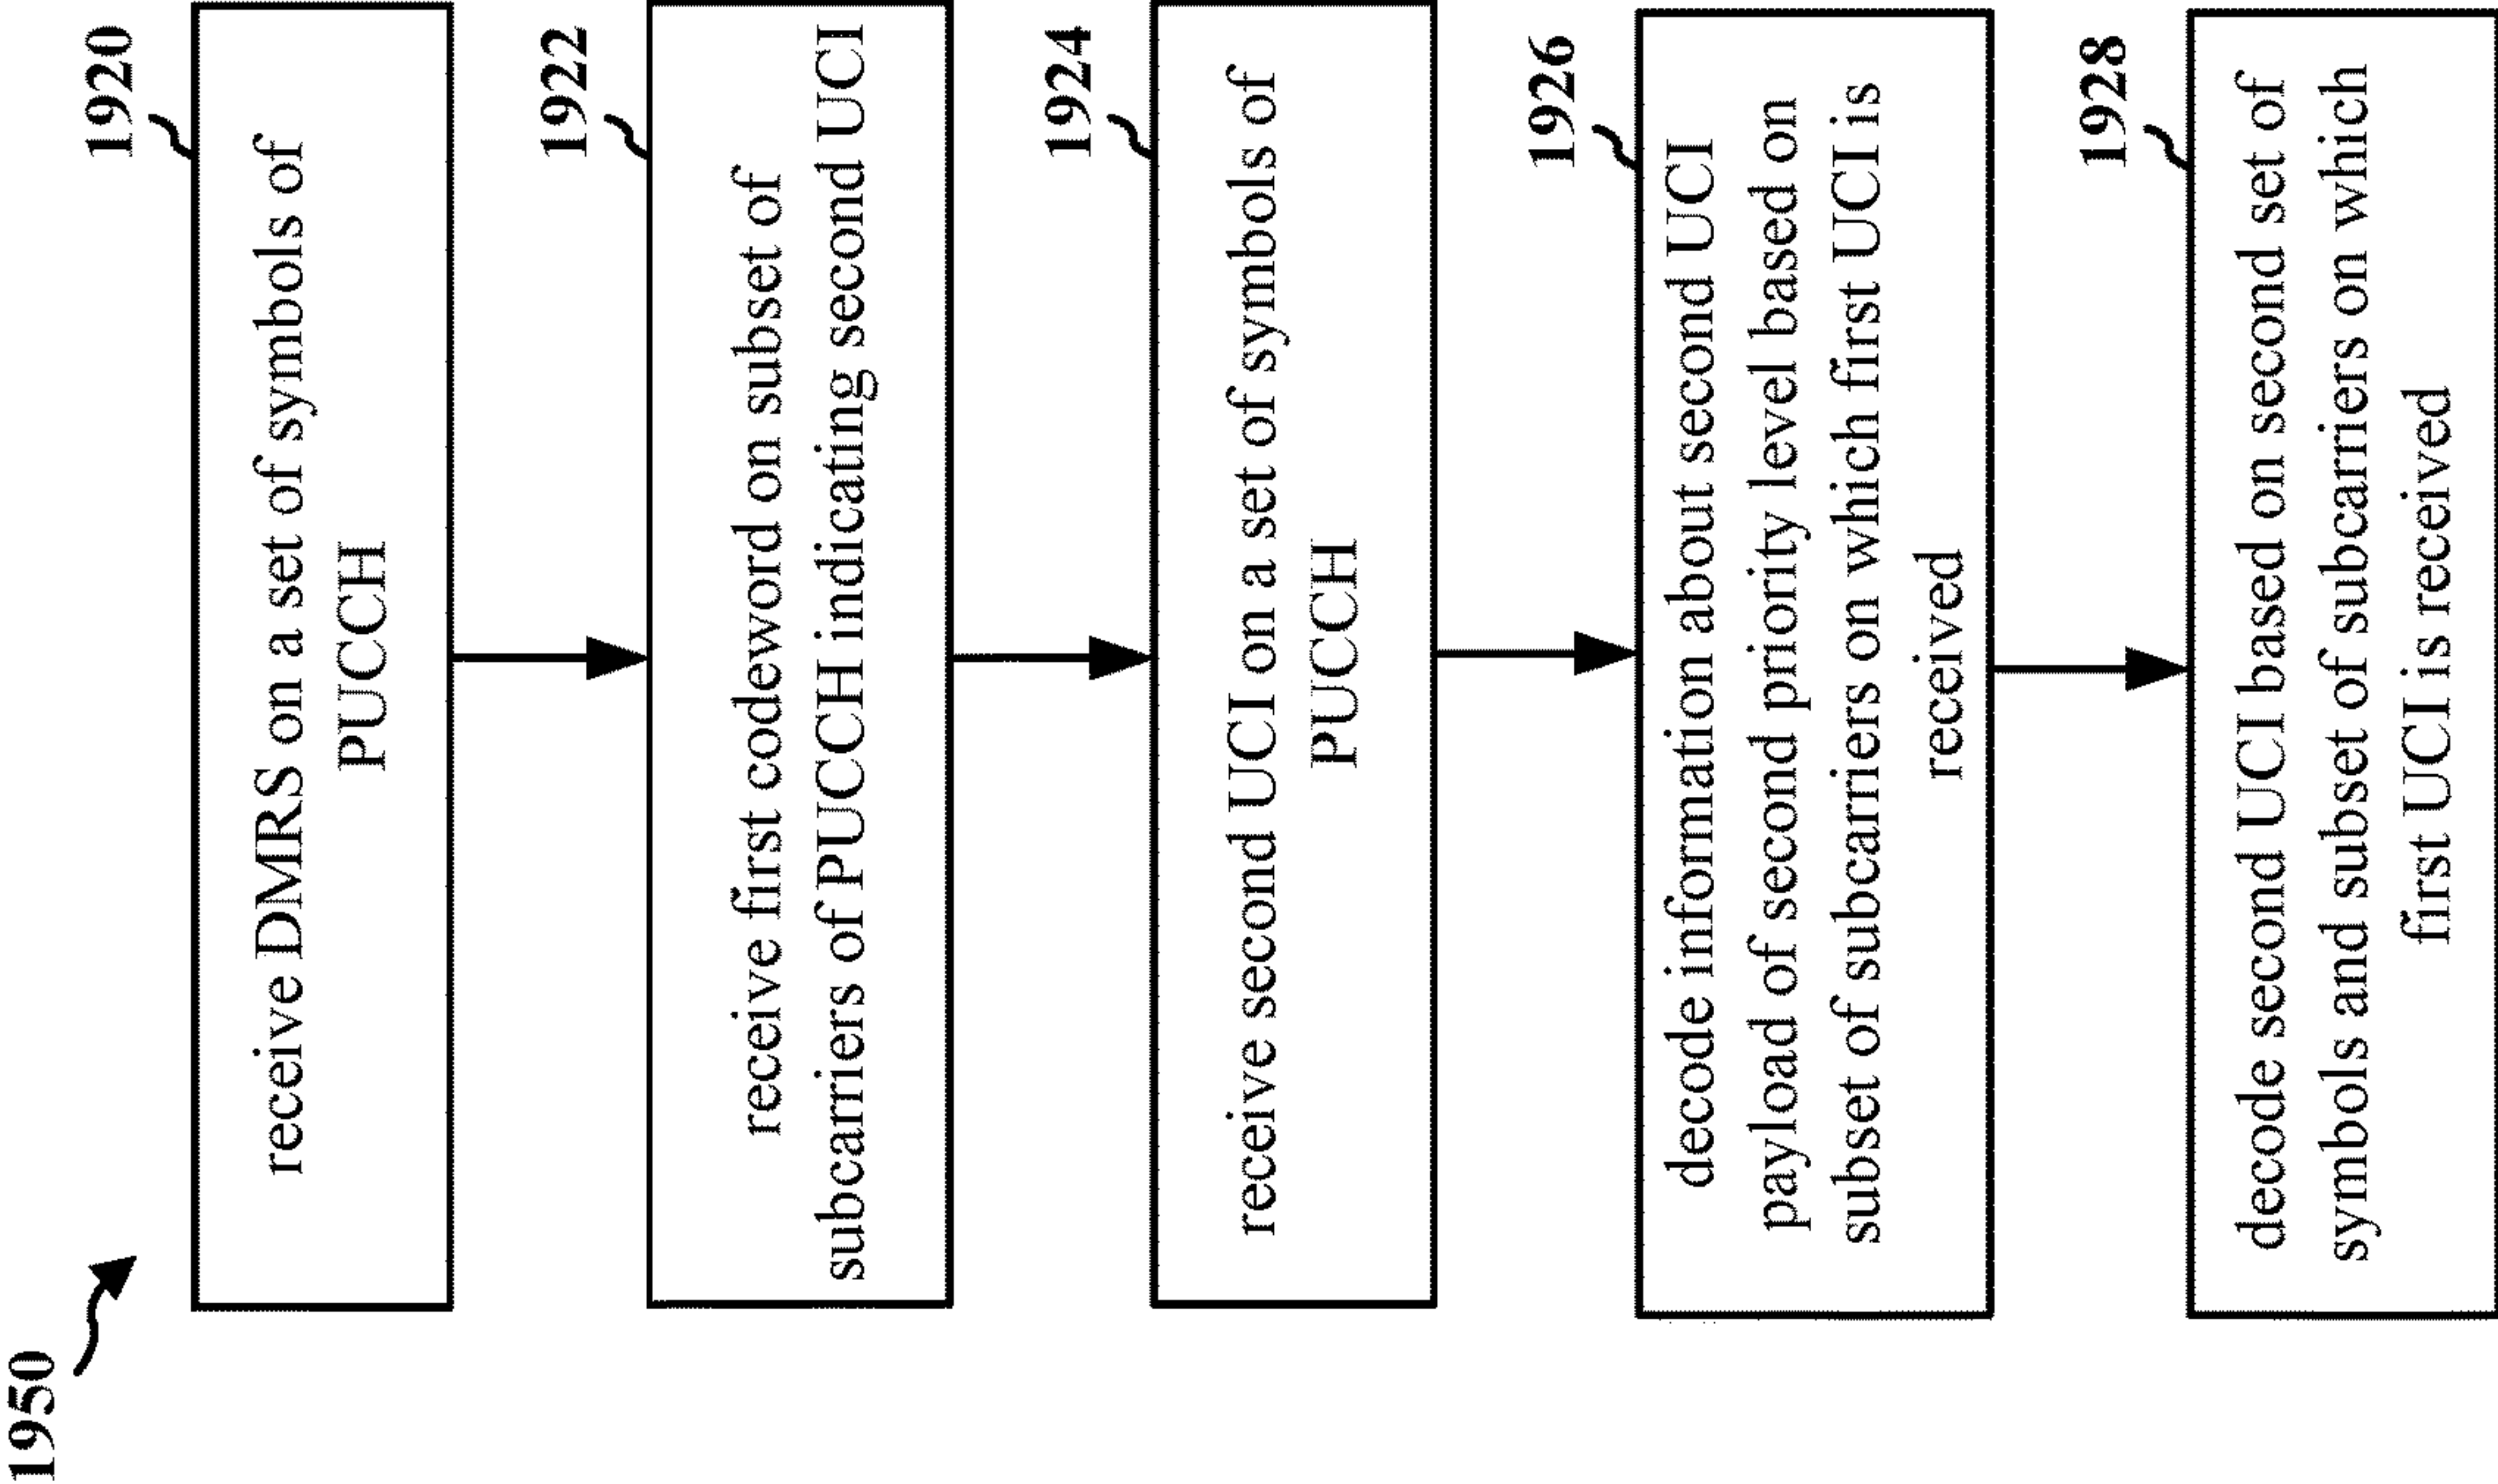 1950
1920
receive DMRS on a set of symbols of
PUCCH
1922
receive first codeword on subset of
subcarriers of PUCCH indicating second UCI
1924
receive second UCI on a set of symbols of
PUCCH
1926
decode information about second UCI
payload of second priority level based on
subset of subcarriers on which first UCI is
received
1928
decode second UCI based on second set of
symbols and subset of subcarriers on which
first UCI is received